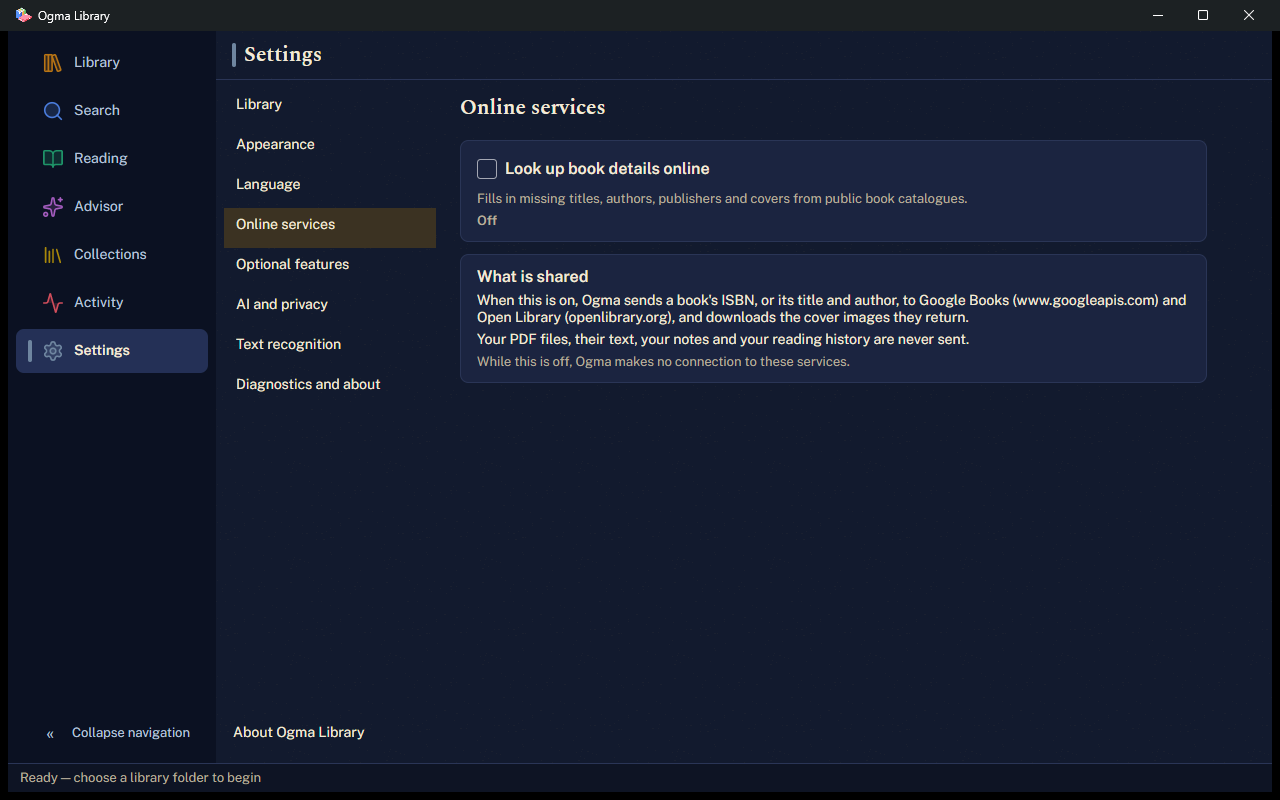 Ogma Library
Library
Search
Reading
Advisor
Collections
Activity
Settings
« Collapse navigation
Settings
Library
Appearance
Language
Online services
Optional features
AI and privacy
Text recognition
Diagnostics and about
About Ogma Library
Online services
Look up book details online
Fills in missing titles, authors, publishers and covers from public book catalogues.
Off
What is shared
When this is on, Ogma sends a book's ISBN, or its title and author, to Google Books (www.googleapis.com) and
Open Library (openlibrary.org), and downloads the cover images they return.
Your PDF files, their text, your notes and your reading history are never sent.
While this is off, Ogma makes no connection to these services.
Ready — choose a library folder to begin